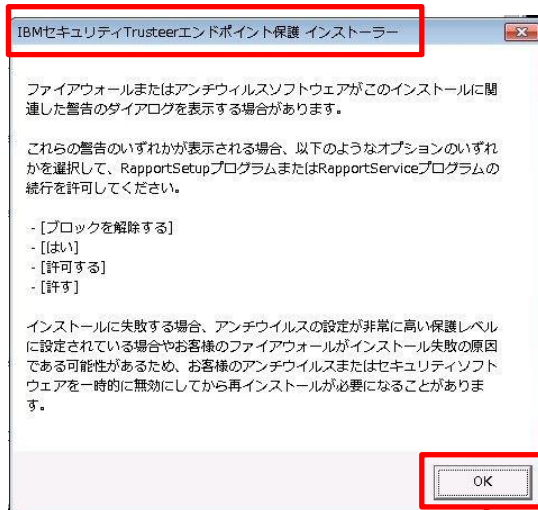 IBMセキュリティTrusteerエンドポイント保護 インストーラー
ファイアウォールまたはアンチウィルスソフトウェアがこのインストールに関
連した警告のダイアログを表示する場合があります。
これらの警告のいずれかが表示される場合、以下のようなオプションのいずれ
かを選択して、RapportSetupプログラムまたはRapportServiceプログラムの
続行を許可してください。
- [ブロックを解除する]
- [(はい]
- [許可する]
- [許す]
インストールに失敗する場合、アンチウイルスの設定が非常に高い保護レベル
に設定されている場合やお客様のファイアウォールがインストール失敗の原因
である可能性があるため、お客様のアンチウイルスまたはセキュリティソフト
ウェアを一時的に無効にしてから再インストールが必要になることがありま
す。
OK